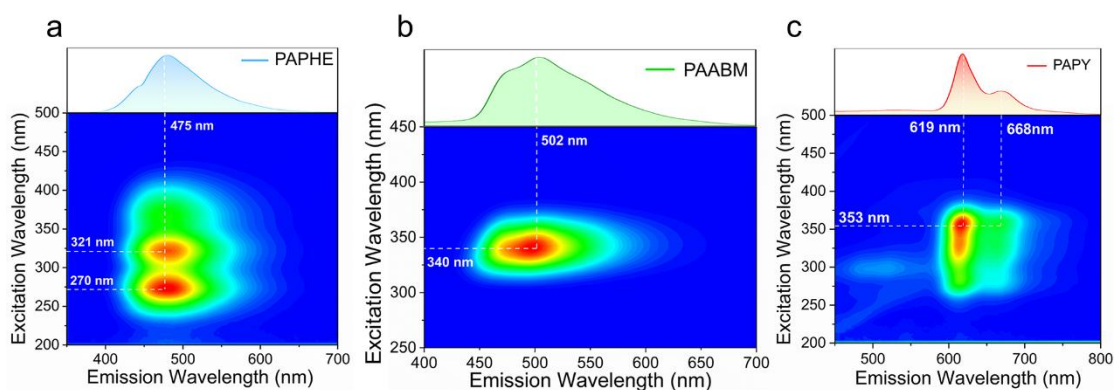 a
PAPHE
475 nm
321 nm
270 nm
500
450
400
350
300
250
200
400
500
600
700
Excitation Wavelength (nm)
Emission Wavelength (nm)
b
PAABM
502 nm
340 nm
450
400
350
300
250
400
450
500
550
600
650
700
Excitation Wavelength (nm)
Emission Wavelength (nm)
c
PAPY
619 nm
668nm
353 nm
500
450
400
350
300
250
200
500
600
700
800
Excitation Wavelength (nm)
Emission Wavelength (nm)